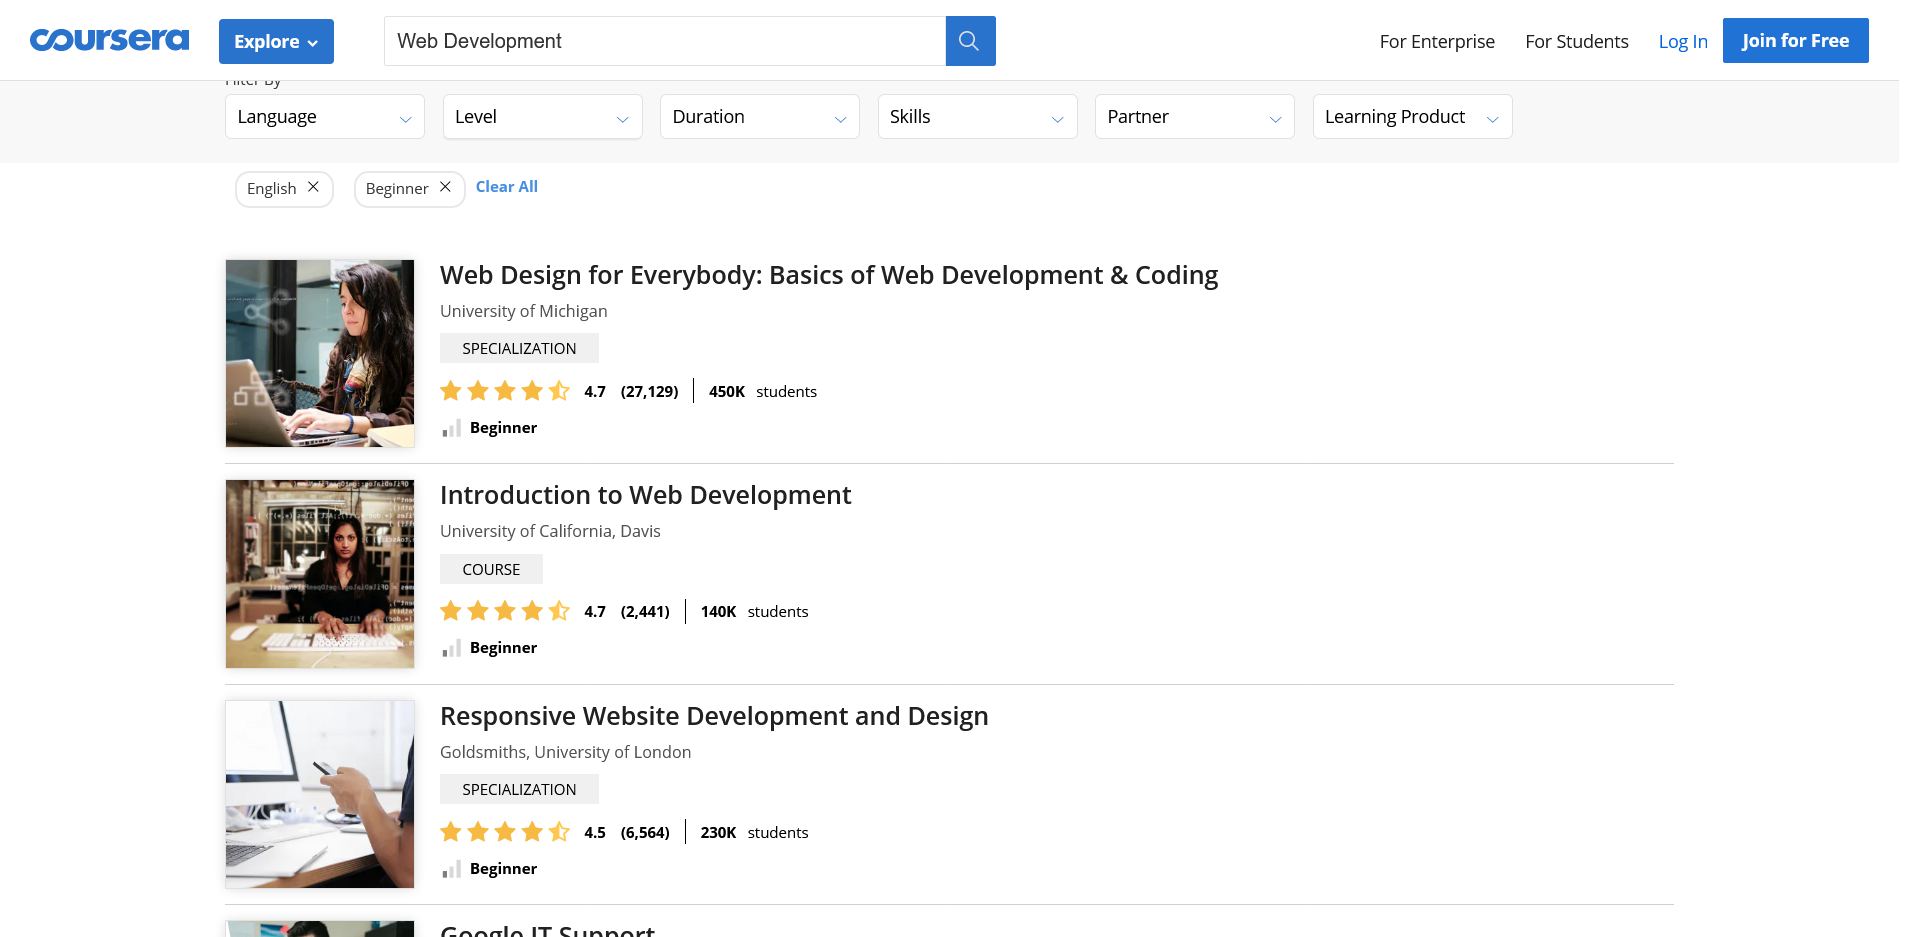 coursera
Explore
Web Development
For Enterprise
For Students
Log In
Join for Free
Filter By
Language
Level
Duration
Skills
Partner
Learning Product
English
Beginner
Clear All
Web Design for Everybody: Basics of Web Development & Coding
University of Michigan
SPECIALIZATION
4.7 (27,129) 450K students
Beginner
Introduction to Web Development
University of California, Davis
COURSE
4.7 (2,441) 140K students
Beginner
Responsive Website Development and Design
Goldsmiths, University of London
SPECIALIZATION
4.5 (6,564) 230K students
Beginner
Google IT Support